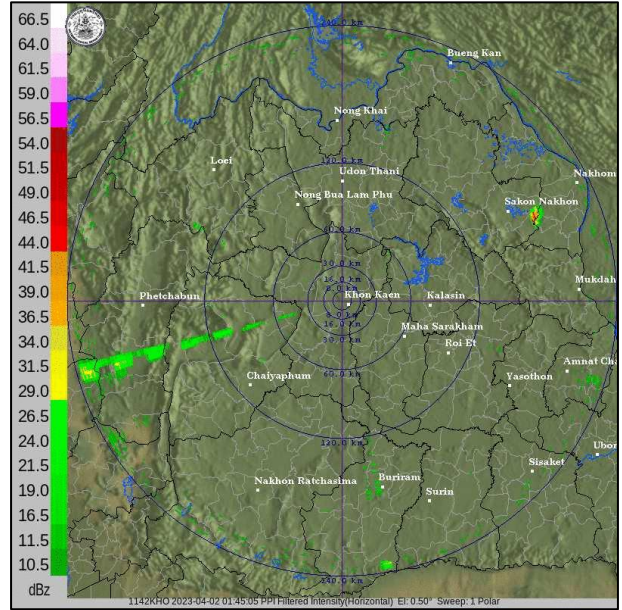 66.5
64.0
61.5
59.0
56.5
54.0
51.5
49.0
46.5
44.0
41.5
39.0
36.5
34.0
31.5
29.0
26.5
24.0
21.5
19.0
16.5
15.5
10.5
dBz
Bueng Kan
Nong Khai
Loei
120.0 km
Udon Thani
Nakhom
Nong Bua Lam Phu
Sakon Nakhon
60.0 km
30.0 km
Mukdah
Phetchabun
Khon Kaen
Kalasin
Maha Sarakham
30.0 km
Roi-Et
Amnat Cha
60.0 km
Chaiyaphum
Yasothon
120.0 km
Ubon
Sisaket
Nakhon Ratchasima
Buriram
Surin
1142KHO 2023-04-02 01:45:05 PPI Filtered Intensity(Horizontal) El: 0.50° Sweep: 1 Polar